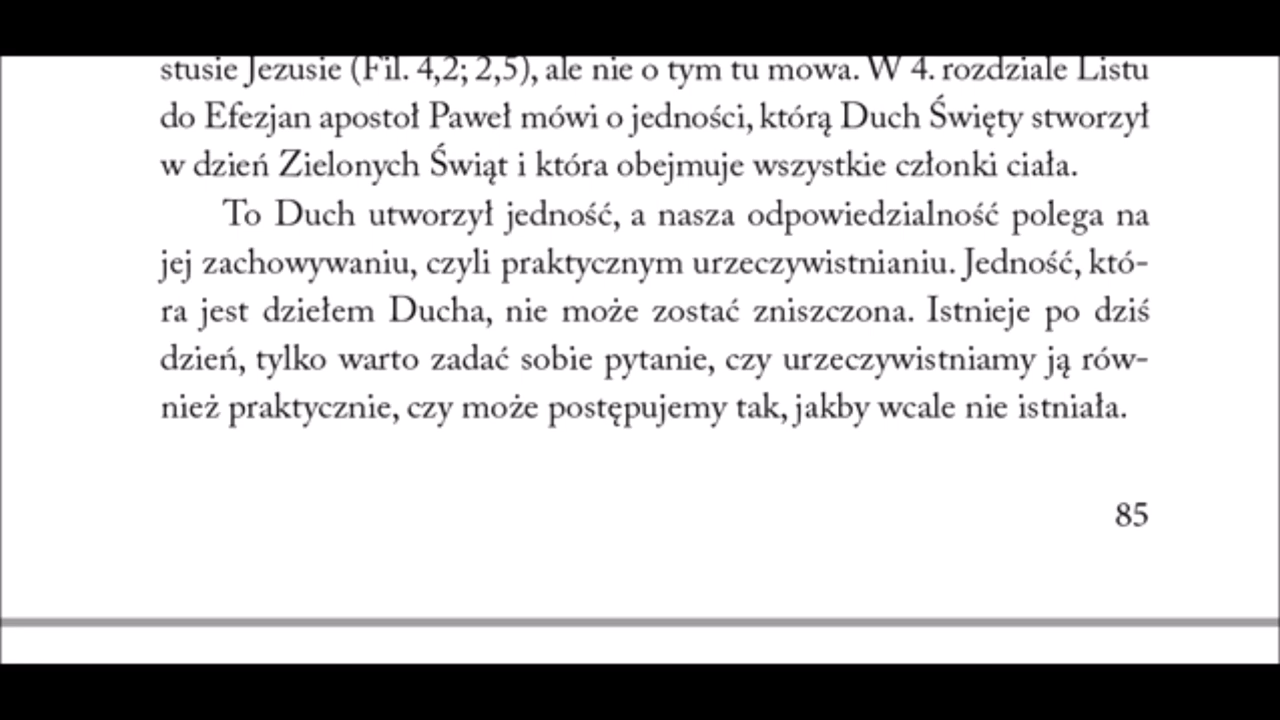 stusie Jezusie (Fil. 4,2; 2,5), ale nie o tym tu mowa. W 4. rozdziale Listu
do Efezjan apostoł Paweł mówi o jedności, którą Duch Święty stworzył
w dzień Zielonych Świąt i która obejmuje wszystkie członki ciała.
To Duch utworzył jedność, a nasza odpowiedzialność polega na
jej zachowywaniu, czyli praktycznym urzeczywistnianiu. Jedność, któ-
ra jest dziełem Ducha, nie może zostać zniszczona. Istnieje po dziś
dzień, tylko warto zadać sobie pytanie, czy urzeczywistniamy ją rów-
nież praktycznie, czy może postępujemy tak, jakby wcale nie istniała.
85